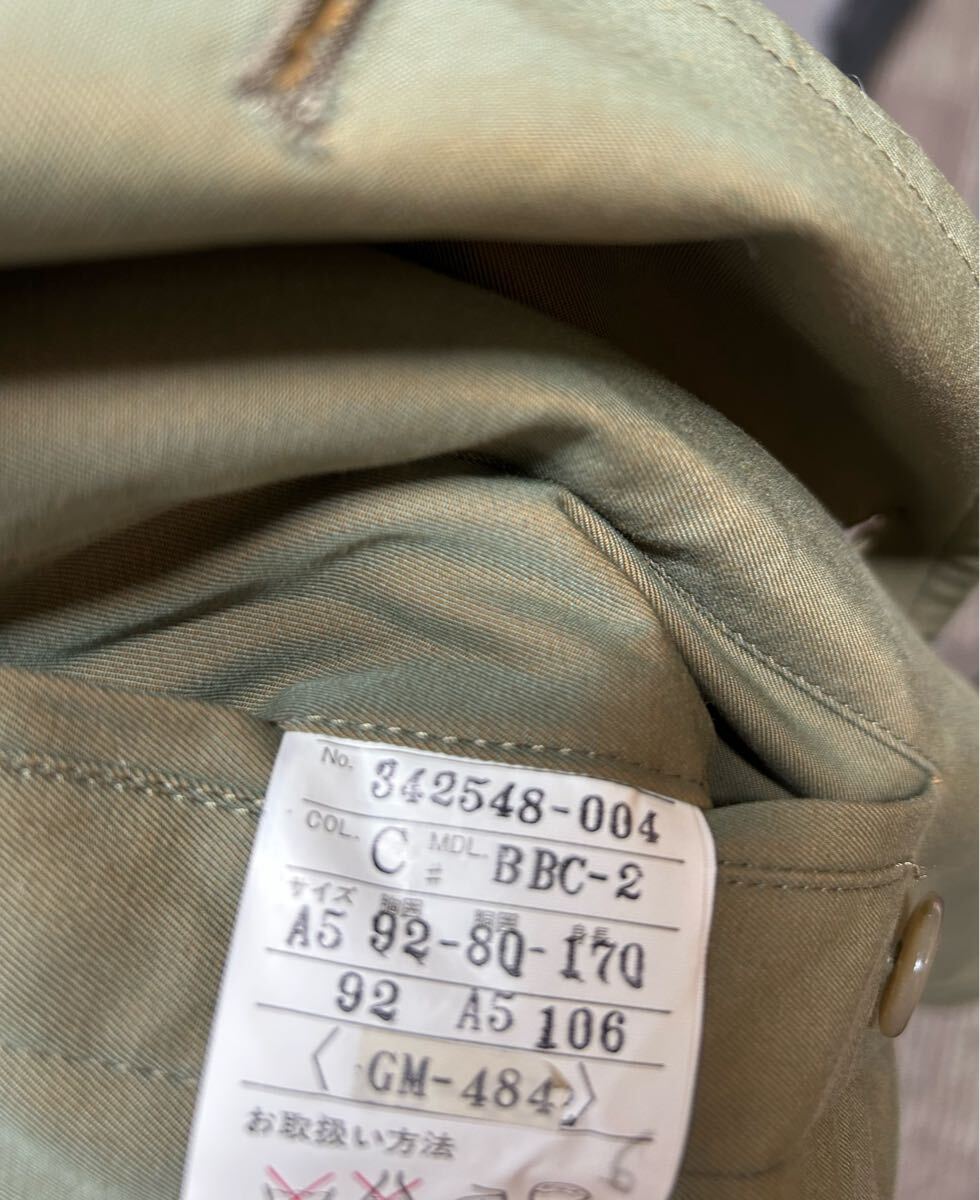 No. 342548-004
COL. C # MDL. BBC-2
サイズ 胸囲 胴囲 身長
A5 92-80-170
92 A5 106
〈 GM-484 〉
お取扱い方法